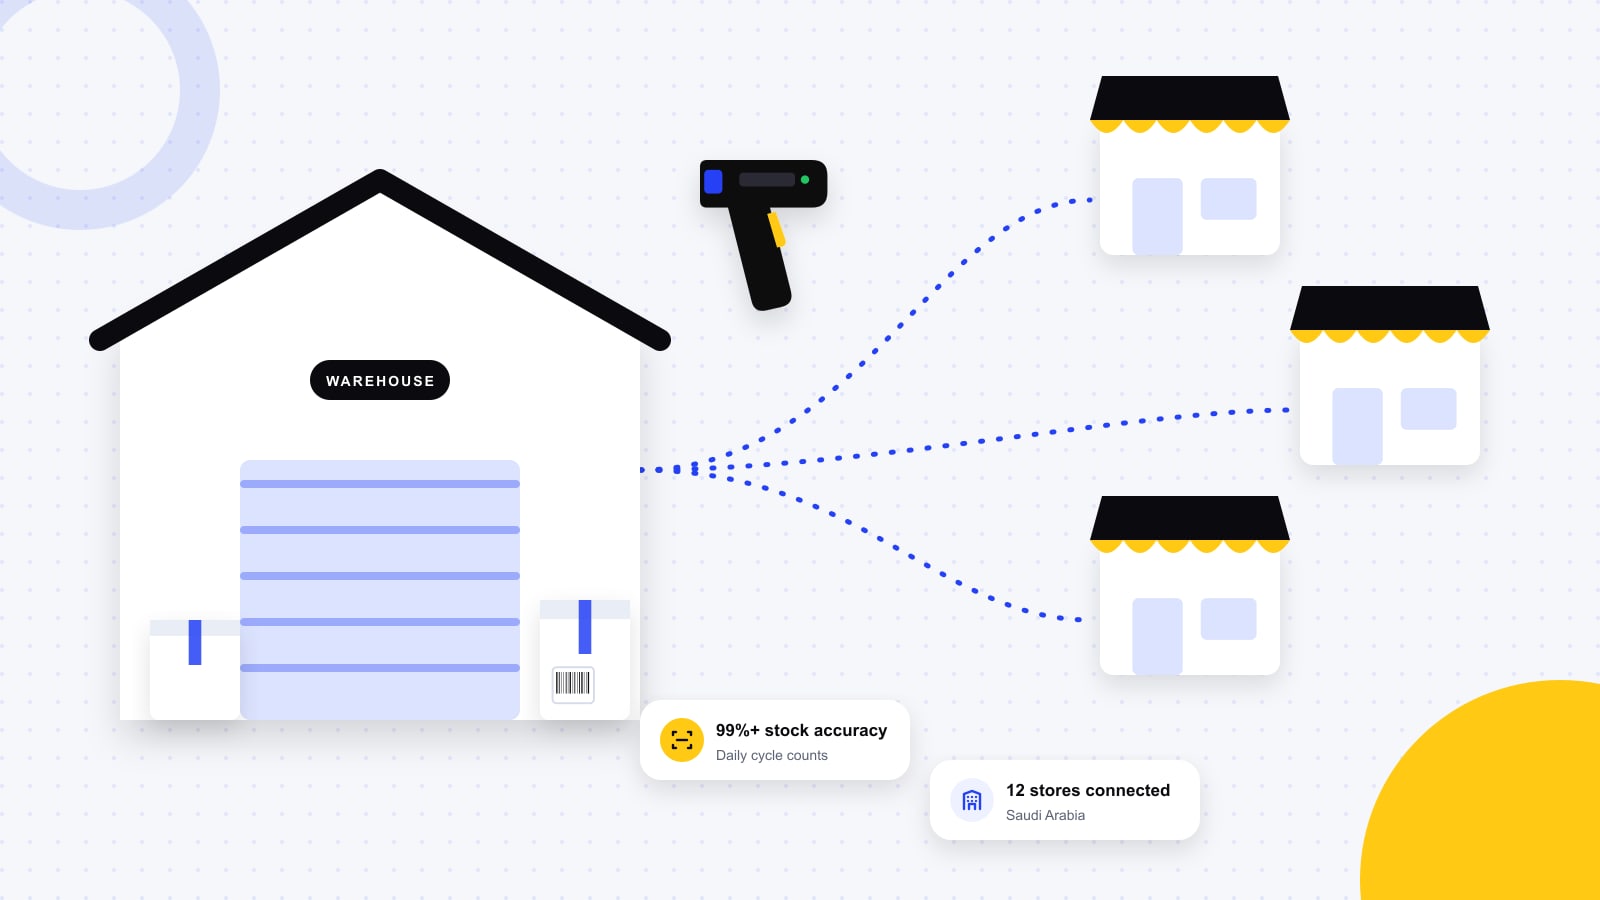 WAREHOUSE
99%+ stock accuracy
Daily cycle counts
12 stores connected
Saudi Arabia